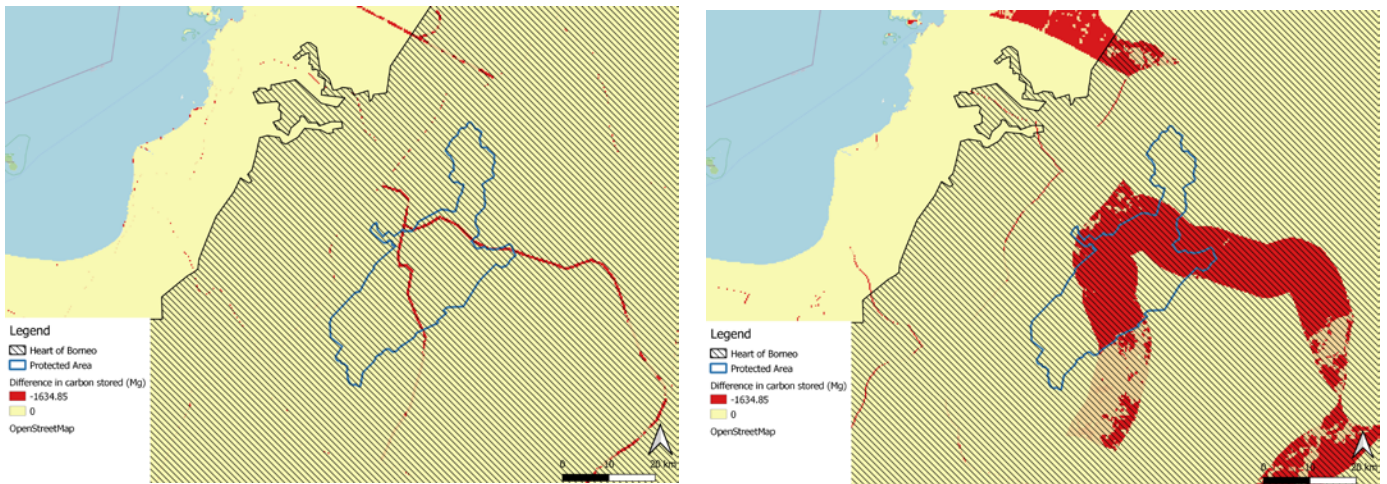 Legend
Heart of Borneo
Protected Area
Difference in carbon stored (Mg)
-1634.85
0
OpenStreetMap
0 10 20 km
Legend
Heart of Borneo
Protected Area
Difference in carbon stored (Mg)
-1634.85
0
OpenStreetMap
0 10 20 km